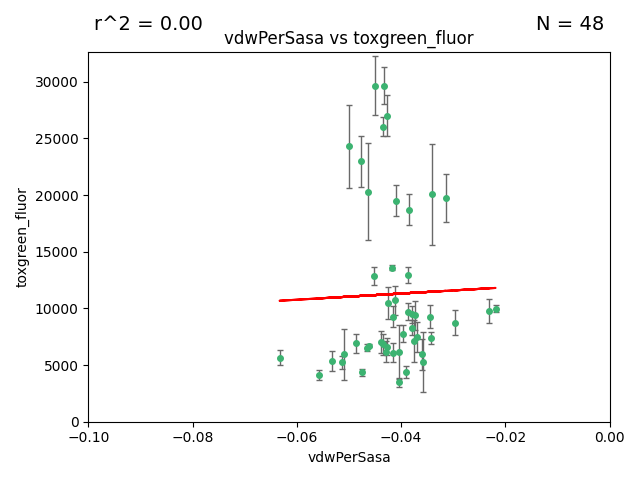 r^2 = 0.00
N = 48
vdwPerSasa vs toxgreen_fluor
toxgreen_fluor
30000
25000
20000
15000
10000
5000
0
−0.10
−0.08
−0.06
−0.04
−0.02
0.00
vdwPerSasa